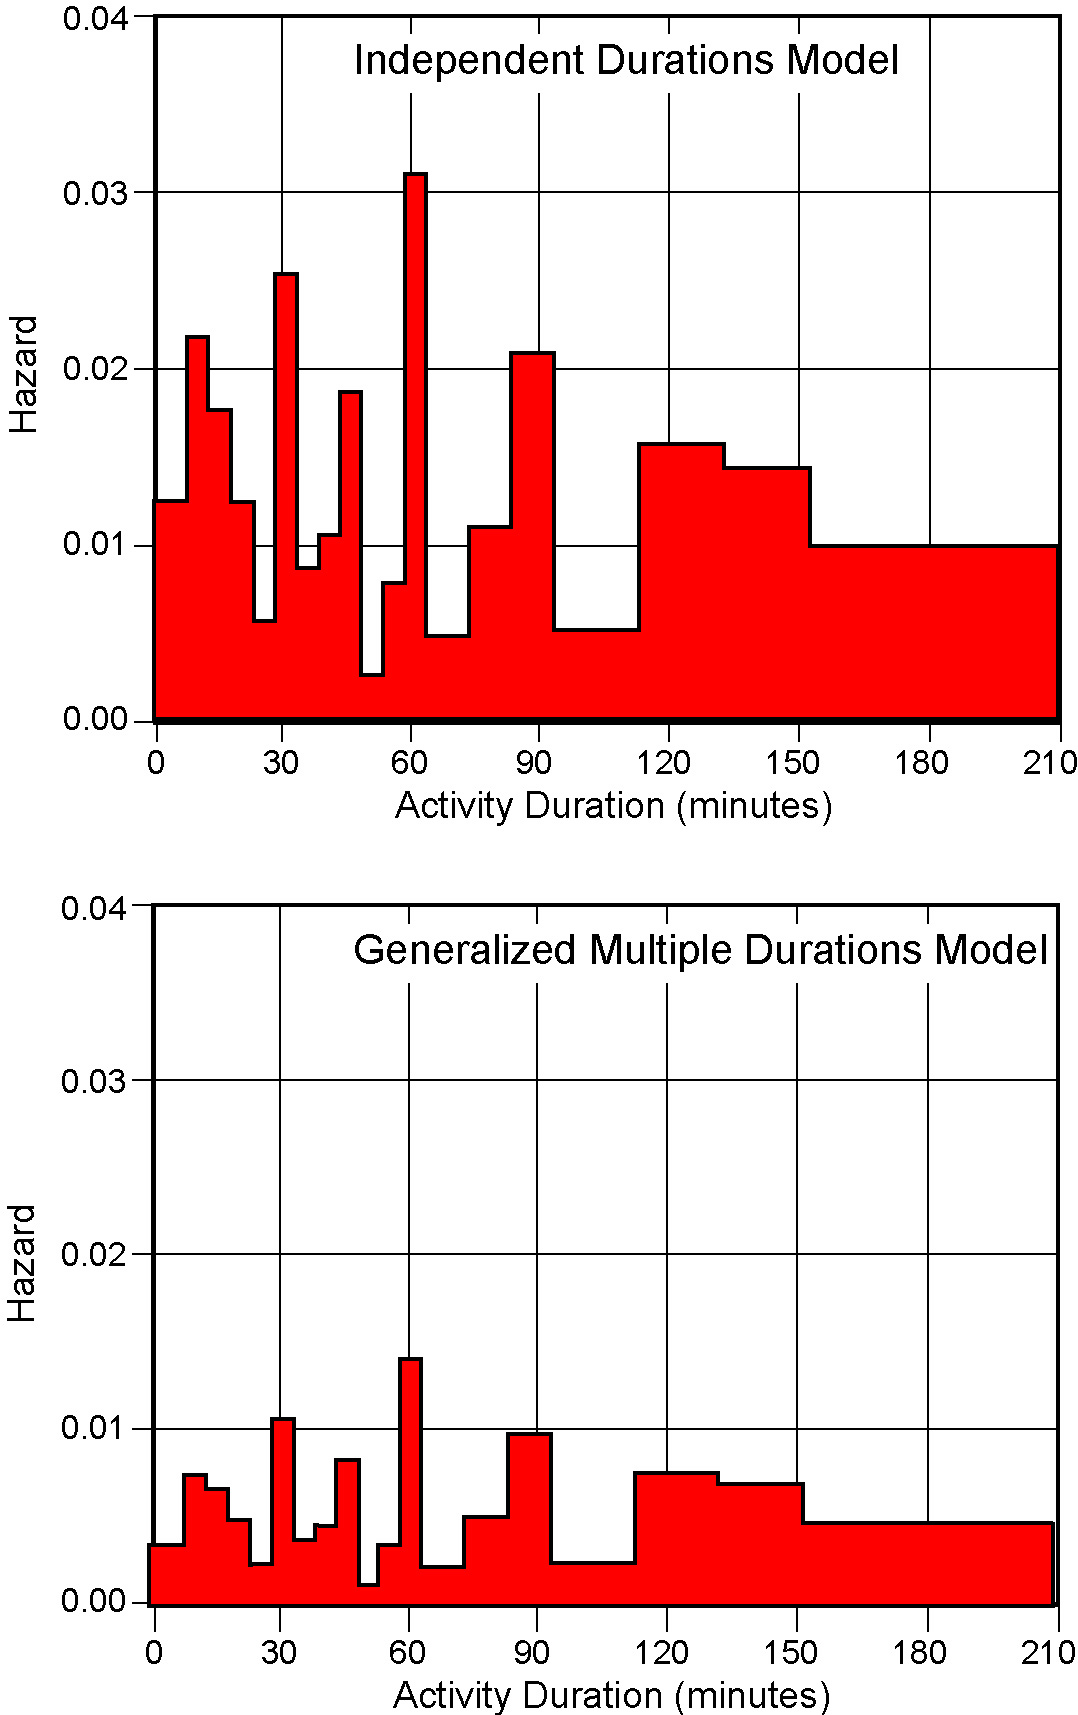 0.04
Independent Durations Model
0.03
0.02
0.01
0.00
Hazard
0 30 60 90 120 150 180 210
Activity Duration (minutes)
0.04
Generalized Multiple Durations Model
0.03
0.02
0.01
0.00
Hazard
0 30 60 90 120 150 180 210
Activity Duration (minutes)